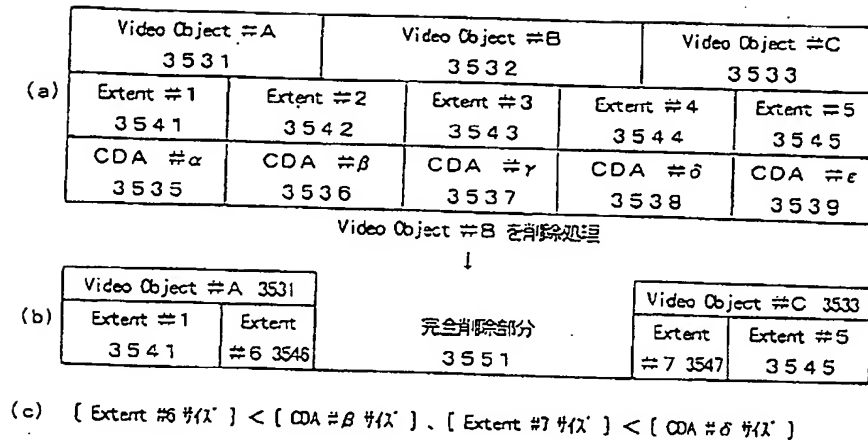 Video Object #A Video Object #B Video Object #C
3531 3532 3533
(a)
Extent #1 Extent #2 Extent #3 Extent #4 Extent #5
3541 3542 3543 3544 3545
CDA #α CDA #β CDA #γ CDA #δ CDA #ε
3535 3536 3537 3538 3539
Video Object #B を削除処理
↓
Video Object #A 3531 Video Object #C 3533
(b)
Extent #1 Extent 完全削除部分 Extent Extent #5
3541 #6 3546 3551 #7 3547 3545
(c) [ Extent #6 サイズ ] < [ CDA #β サイズ ]、[ Extent #7 サイズ ] < [ CDA #δ サイズ ]